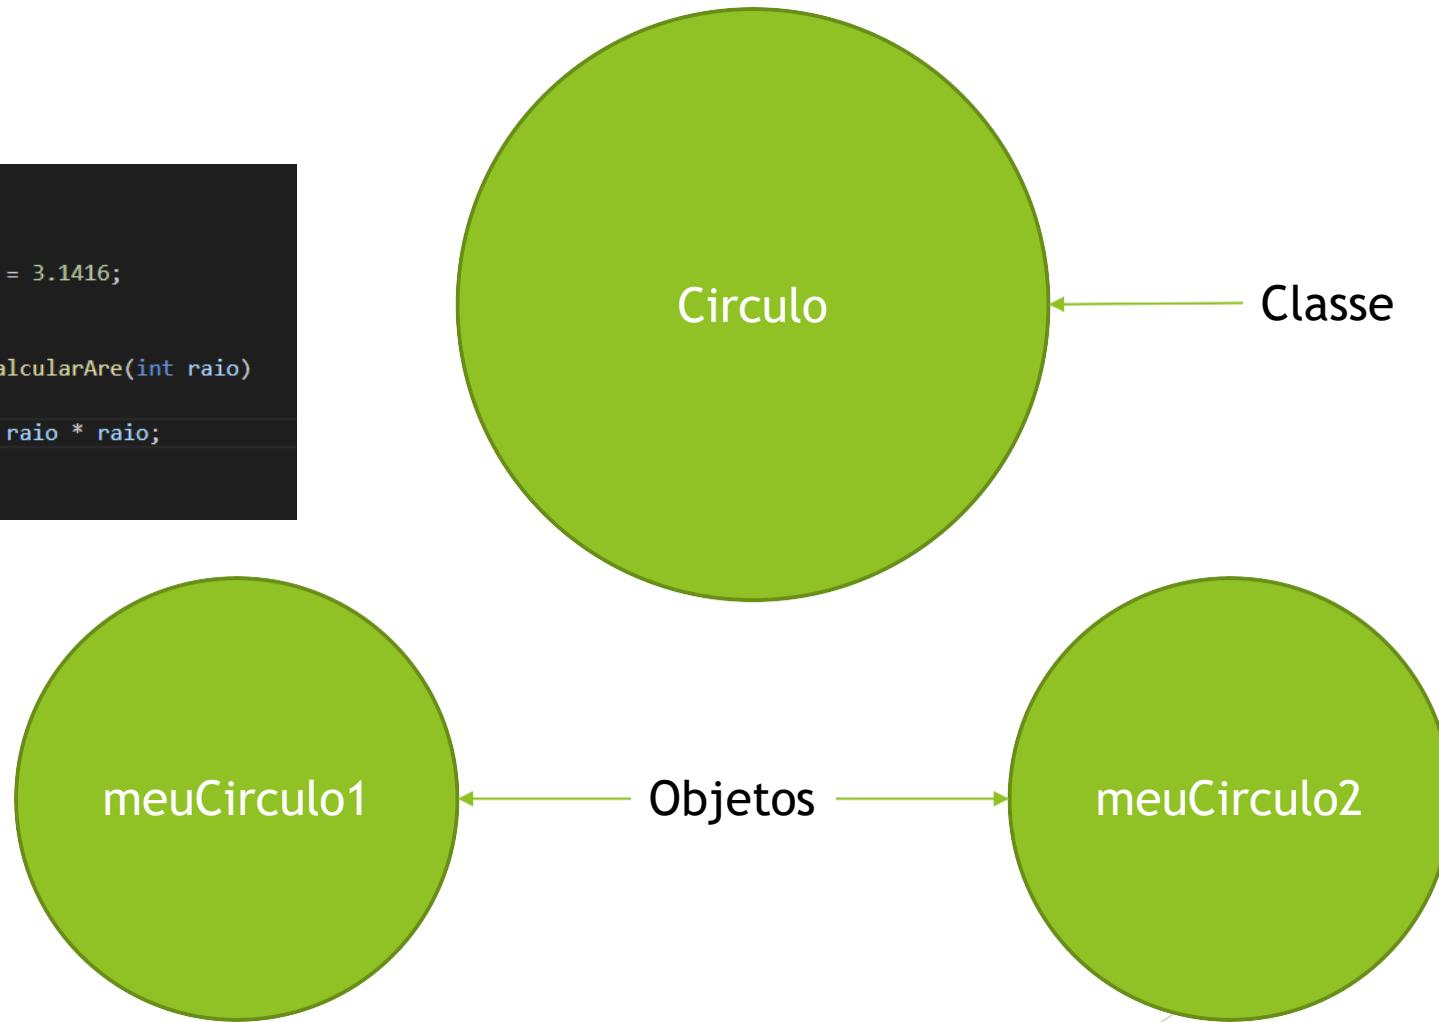 = 3.1416;
alcularAre(int raio)
raio * raio;
Circulo
Classe
meuCirculo1
Objetos
meuCirculo2